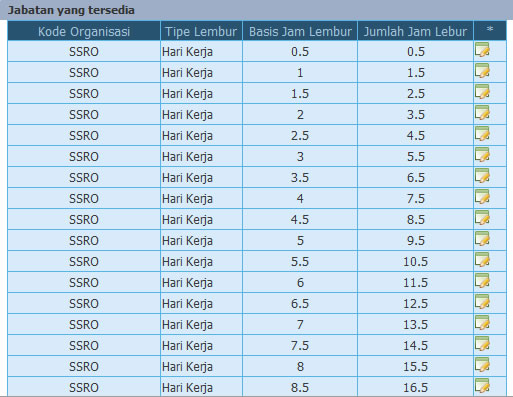 Jabatan yang tersedia
Kode Organisasi Tipe Lembur Basis Jam Lembur Jumlah Jam Lebur *
SSRO Hari Kerja 0.5 0.5
SSRO Hari Kerja 1 1.5
SSRO Hari Kerja 1.5 2.5
SSRO Hari Kerja 2 3.5
SSRO Hari Kerja 2.5 4.5
SSRO Hari Kerja 3 5.5
SSRO Hari Kerja 3.5 6.5
SSRO Hari Kerja 4 7.5
SSRO Hari Kerja 4.5 8.5
SSRO Hari Kerja 5 9.5
SSRO Hari Kerja 5.5 10.5
SSRO Hari Kerja 6 11.5
SSRO Hari Kerja 6.5 12.5
SSRO Hari Kerja 7 13.5
SSRO Hari Kerja 7.5 14.5
SSRO Hari Kerja 8 15.5
SSRO Hari Kerja 8.5 16.5